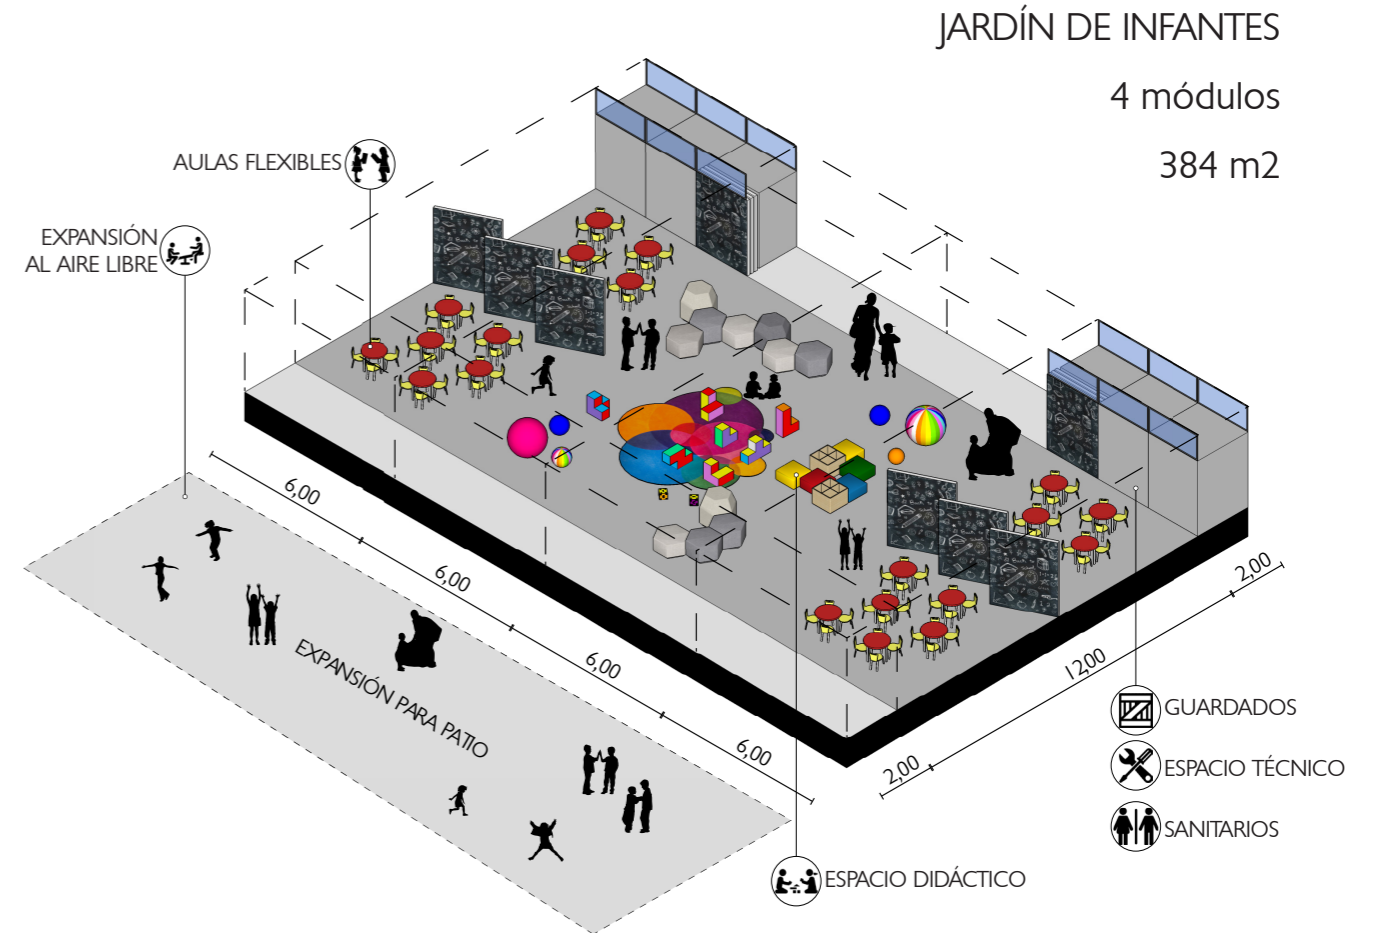 JARDÍN DE INFANTES
4 módulos
384 m2
AULAS FLEXIBLES
EXPANSIÓN
AL AIRE LIBRE
6,00
6,00
6,00
6,00
2,00
12,00
2,00
EXPANSIÓN PARA PATIO
GUARDADOS
ESPACIO TÉCNICO
SANITARIOS
ESPACIO DIDÁCTICO